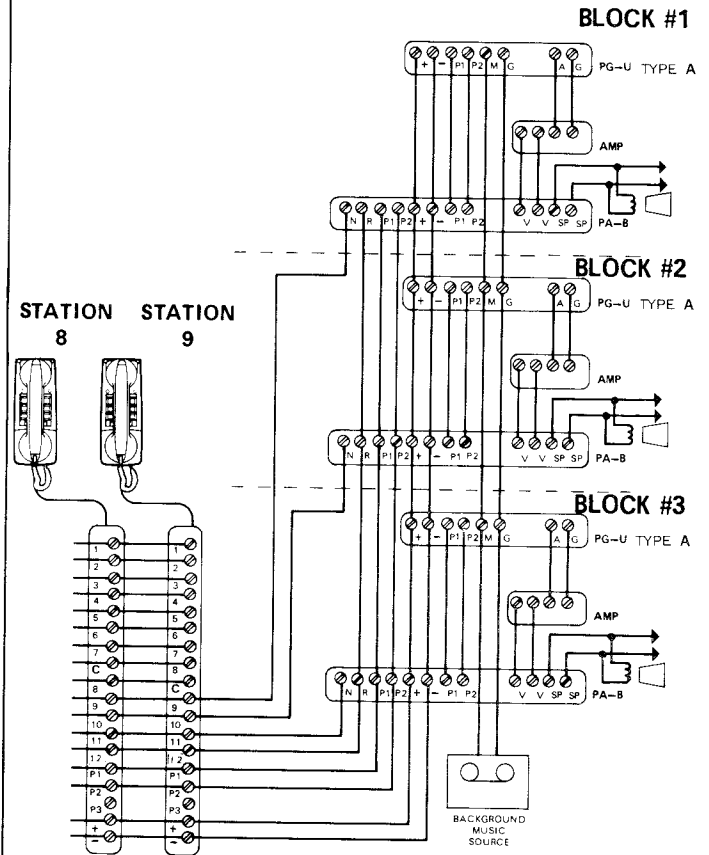 BLOCK #1
+ − P1 P2 M G A G PG-U TYPE A
AMP
N R P1 P2 + − P1 P2 V V SP SP PA-B
BLOCK #2
+ − P1 P2 M G A G PG-U TYPE A
AMP
N R P1 P2 + − P1 P2 V V SP SP PA-B
BLOCK #3
+ − P1 P2 M G A G PG-U TYPE A
AMP
N R P1 P2 + − P1 P2 V V SP SP PA-B
STATION
8
STATION
9
1
2
3
4
5
6
7
C
8
9
10
11
12
P1
P2
P3
+
−
1
2
3
4
5
6
7
8
C
9
10
11
12
P1
P2
P3
+
−
BACKGROUND
MUSIC
SOURCE